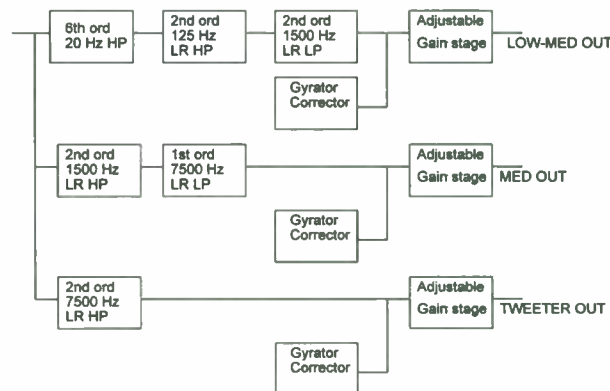 6th ord
20 Hz HP
2nd ord
125 Hz
LR HP
2nd ord
1500 Hz
LR LP
Adjustable
Gain stage
LOW-MED OUT
Gyrator
Corrector
2nd ord
1500 Hz
LR HP
1st ord
7500 Hz
LR LP
Adjustable
Gain stage
MED OUT
Gyrator
Corrector
2nd ord
7500 Hz
LR HP
Adjustable
Gain stage
TWEETER OUT
Gyrator
Corrector